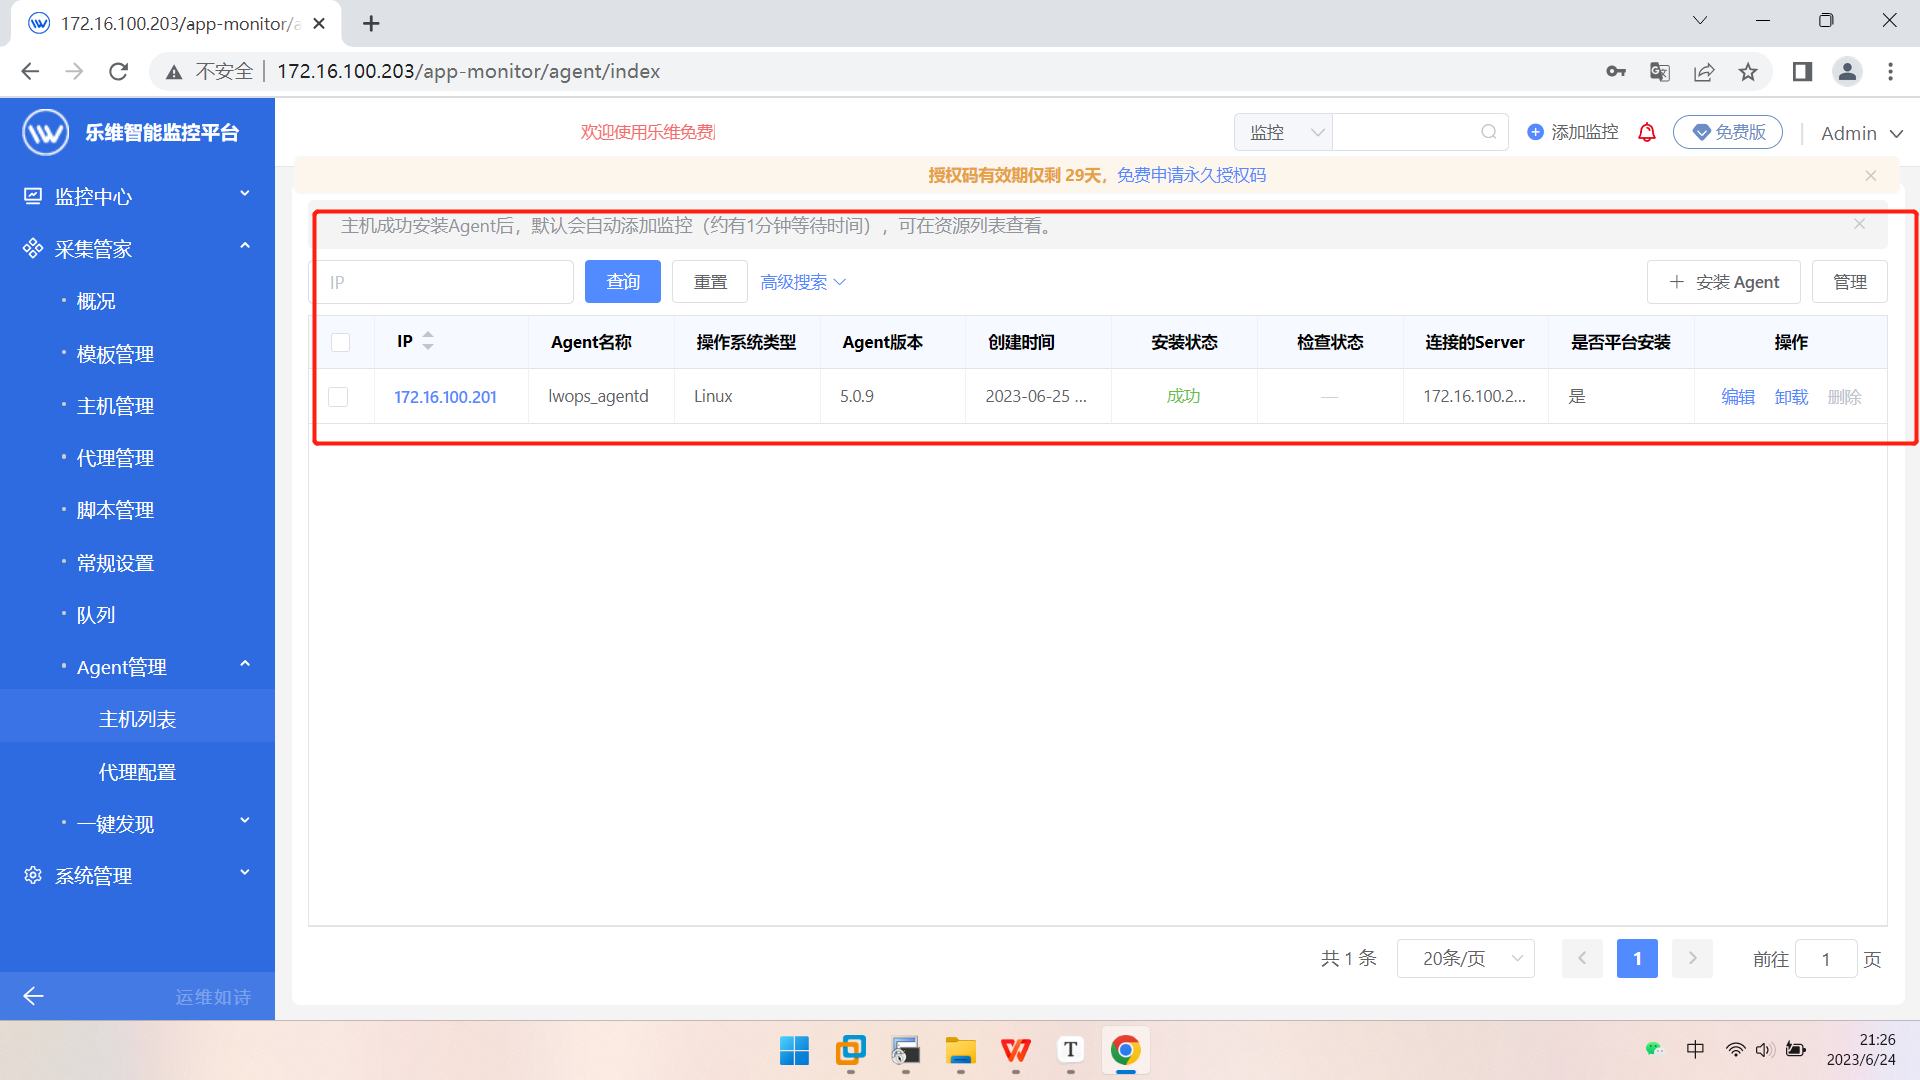 172.16.100.203/app-monitor/a
不安全
172.16.100.203/app-monitor/agent/index
乐维智能监控平台
欢迎使用乐维免费
监控
添加监控
免费版
Admin
授权码有效期仅剩 29天，免费申请永久授权码
监控中心
采集管家
概况
模板管理
主机管理
代理管理
脚本管理
常规设置
队列
Agent管理
主机列表
代理配置
一键发现
系统管理
运维如诗
主机成功安装Agent后，默认会自动添加监控（约有1分钟等待时间），可在资源列表查看。
IP
查询
重置
高级搜索
安装 Agent
管理
IP Agent名称 操作系统类型 Agent版本 创建时间 安装状态 检查状态 连接的Server 是否平台安装 操作
172.16.100.201 lwops_agentd Linux 5.0.9 2023-06-25 ... 成功 — 172.16.100.2... 是 编辑 卸载 删除
共 1 条 20条/页 1 前往 1 页
中
21:26
2023/6/24